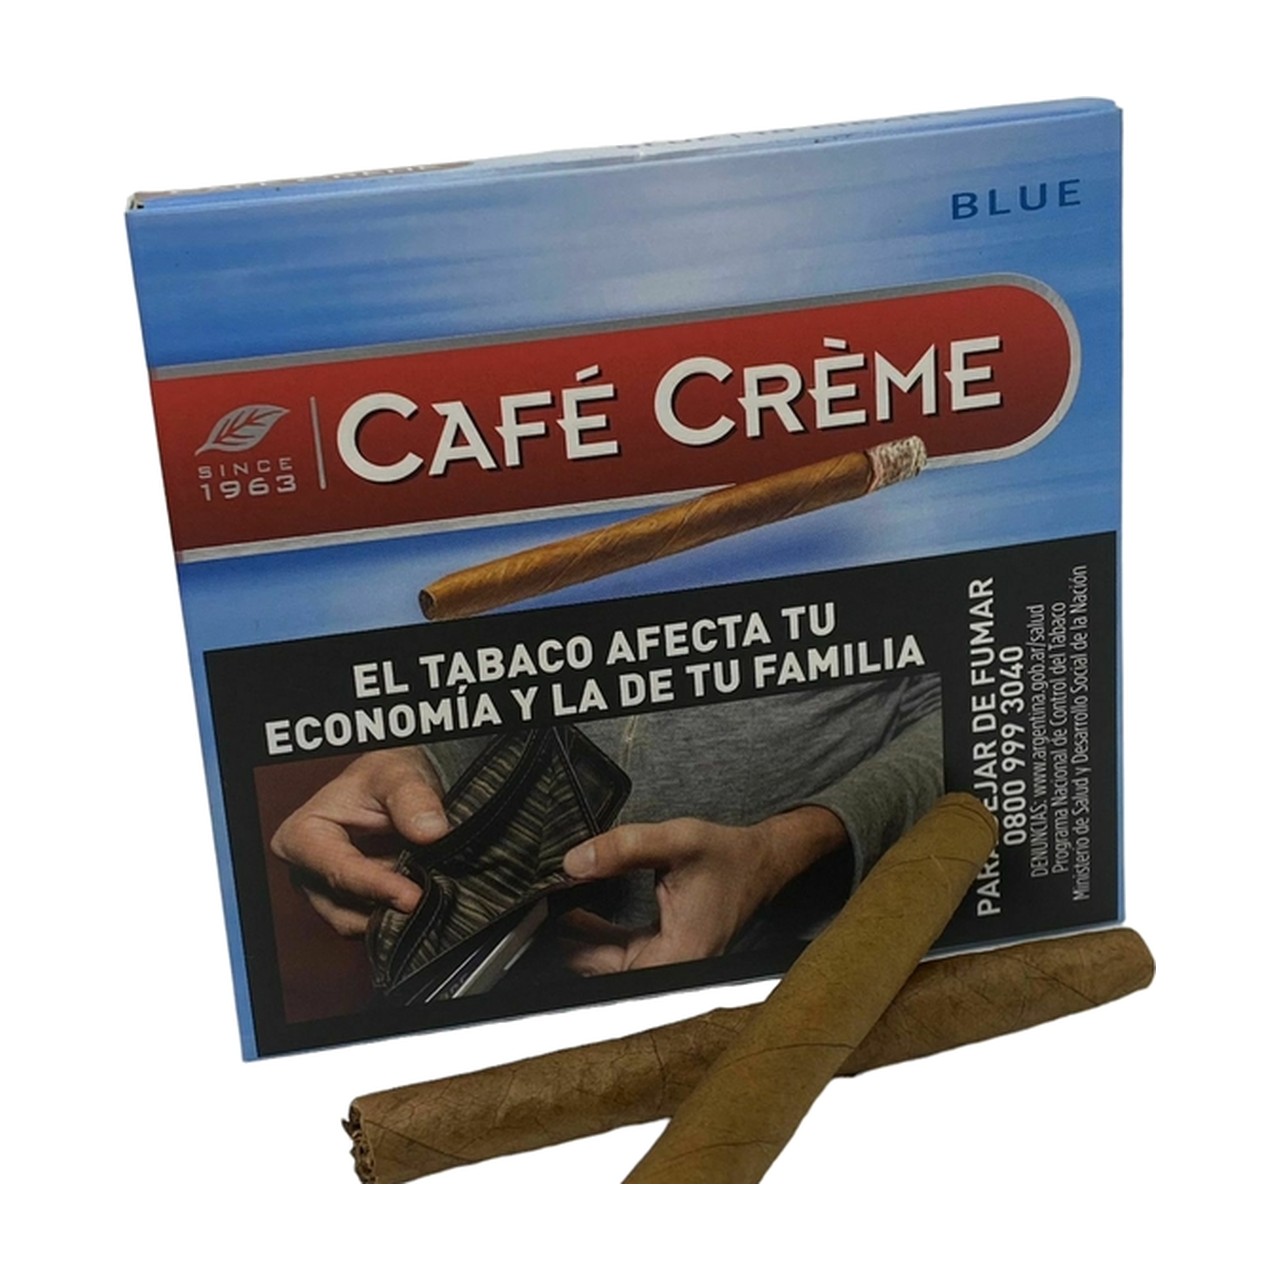 BLUE
CAFÉ CRÈME
SINCE
1963
EL TABACO AFECTA TU
ECONOMÍA Y LA DE TU FAMILIA
PARA DEJAR DE FUMAR
0800 999 3040
DENUNCIAS: www.argentina.gob.ar/salud
Programa Nacional de Control del Tabaco
Ministerio de Salud y Desarrollo Social de la Nación